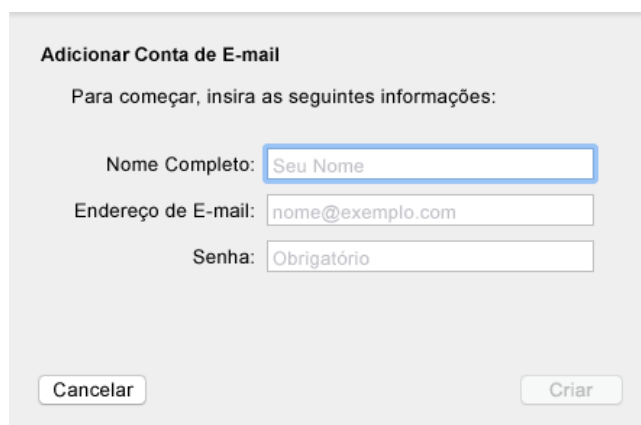 Adicionar Conta de E-mail
Para começar, insira as seguintes informações:
Nome Completo: Seu Nome
Endereço de E-mail: nome@exemplo.com
Senha: Obrigatório
Cancelar Criar